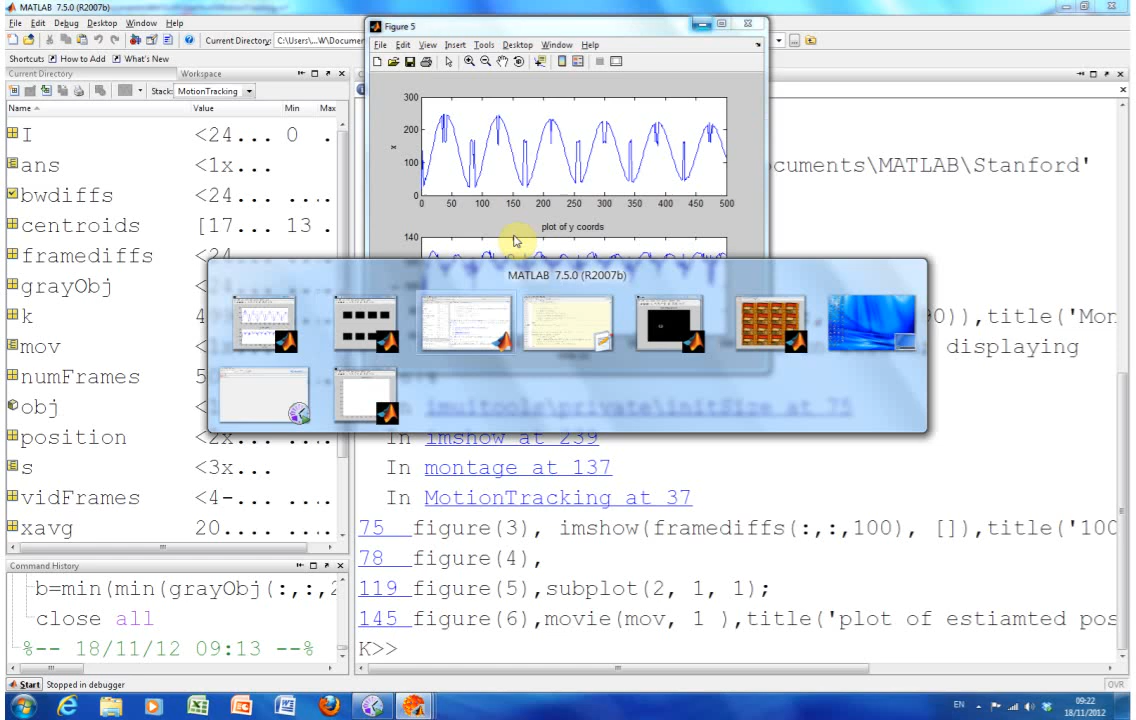 MATLAB 7.5.0 (R2007b)
File Edit Debug Desktop Window Help
Current Directory: C:\Users\...W\Documen
Shortcuts How to Add What's New
Current Directory Workspace
Stack: MotionTracking
Name Value Min Max
I <24... 0 .
ans <1x...
bwdiffs <24... ... .
centroids [17... 13 .
framediffs <24...
grayObj
k 4
mov <
numFrames 5
obj <
position <2x... ... .
s <3x...
vidFrames <4-... ... .
xavg 20... ... .
Command History
b=min(min(grayObj(:,:,2
close all
%-- 18/11/12 09:13 --%
Figure 5
File Edit View Insert Tools Desktop Window Help
300
200
100
0
x
0 50 100 150 200 250 300 350 400 450 500
plot of y coords
140
MATLAB 7.5.0 (R2007b)
cuments\MATLAB\Stanford'
0)),title('Mon
displaying
In imuitools\private\initSize at 75
In imshow at 239
In montage at 137
In MotionTracking at 37
75 figure(3), imshow(framediffs(:,:,100), []),title('100
78 figure(4),
119 figure(5),subplot(2, 1, 1);
145 figure(6),movie(mov, 1 ),title('plot of estiamted pos
K>>
Start Stopped in debugger
OVR
EN
09:22
18/11/2012